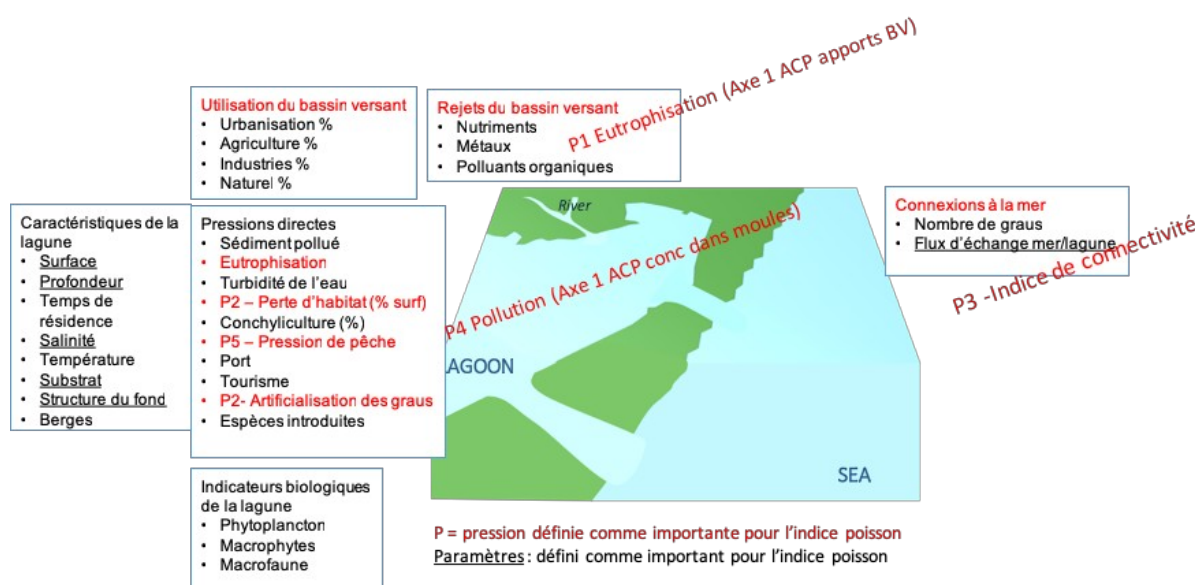 P1 Eutrophisation (Axe 1 ACP apports BV)
Utilisation du bassin versant
• Urbanisation %
• Agriculture %
• Industries %
• Naturel %
Rejets du bassin versant
• Nutriments
• Métaux
• Polluants organiques
Caractéristiques de la
lagune
• Surface
• Profondeur
• Temps de
résidence
• Salinité
• Température
• Substrat
• Structure du fond
• Berges
Pressions directes
• Sédiment pollué
• Eutrophisation
• Turbidité de l'eau
• P2 – Perte d'habitat (% surf)
• Conchyliculture (%)
• P5 – Pression de pêche
• Port
• Tourisme
• P2- Artificialisation des graus
• Espèces introduites
River
P4 Pollution (Axe 1 ACP conc dans moules)
AGOON
SEA
Connexions à la mer
• Nombre de graus
• Flux d'échange mer/lagune
P3 -Indice de connectivité
Indicateurs biologiques
de la lagune
• Phytoplancton
• Macrophytes
• Macrofaune
P = pression définie comme importante pour l'indice poisson
Paramètres : défini comme important pour l'indice poisson